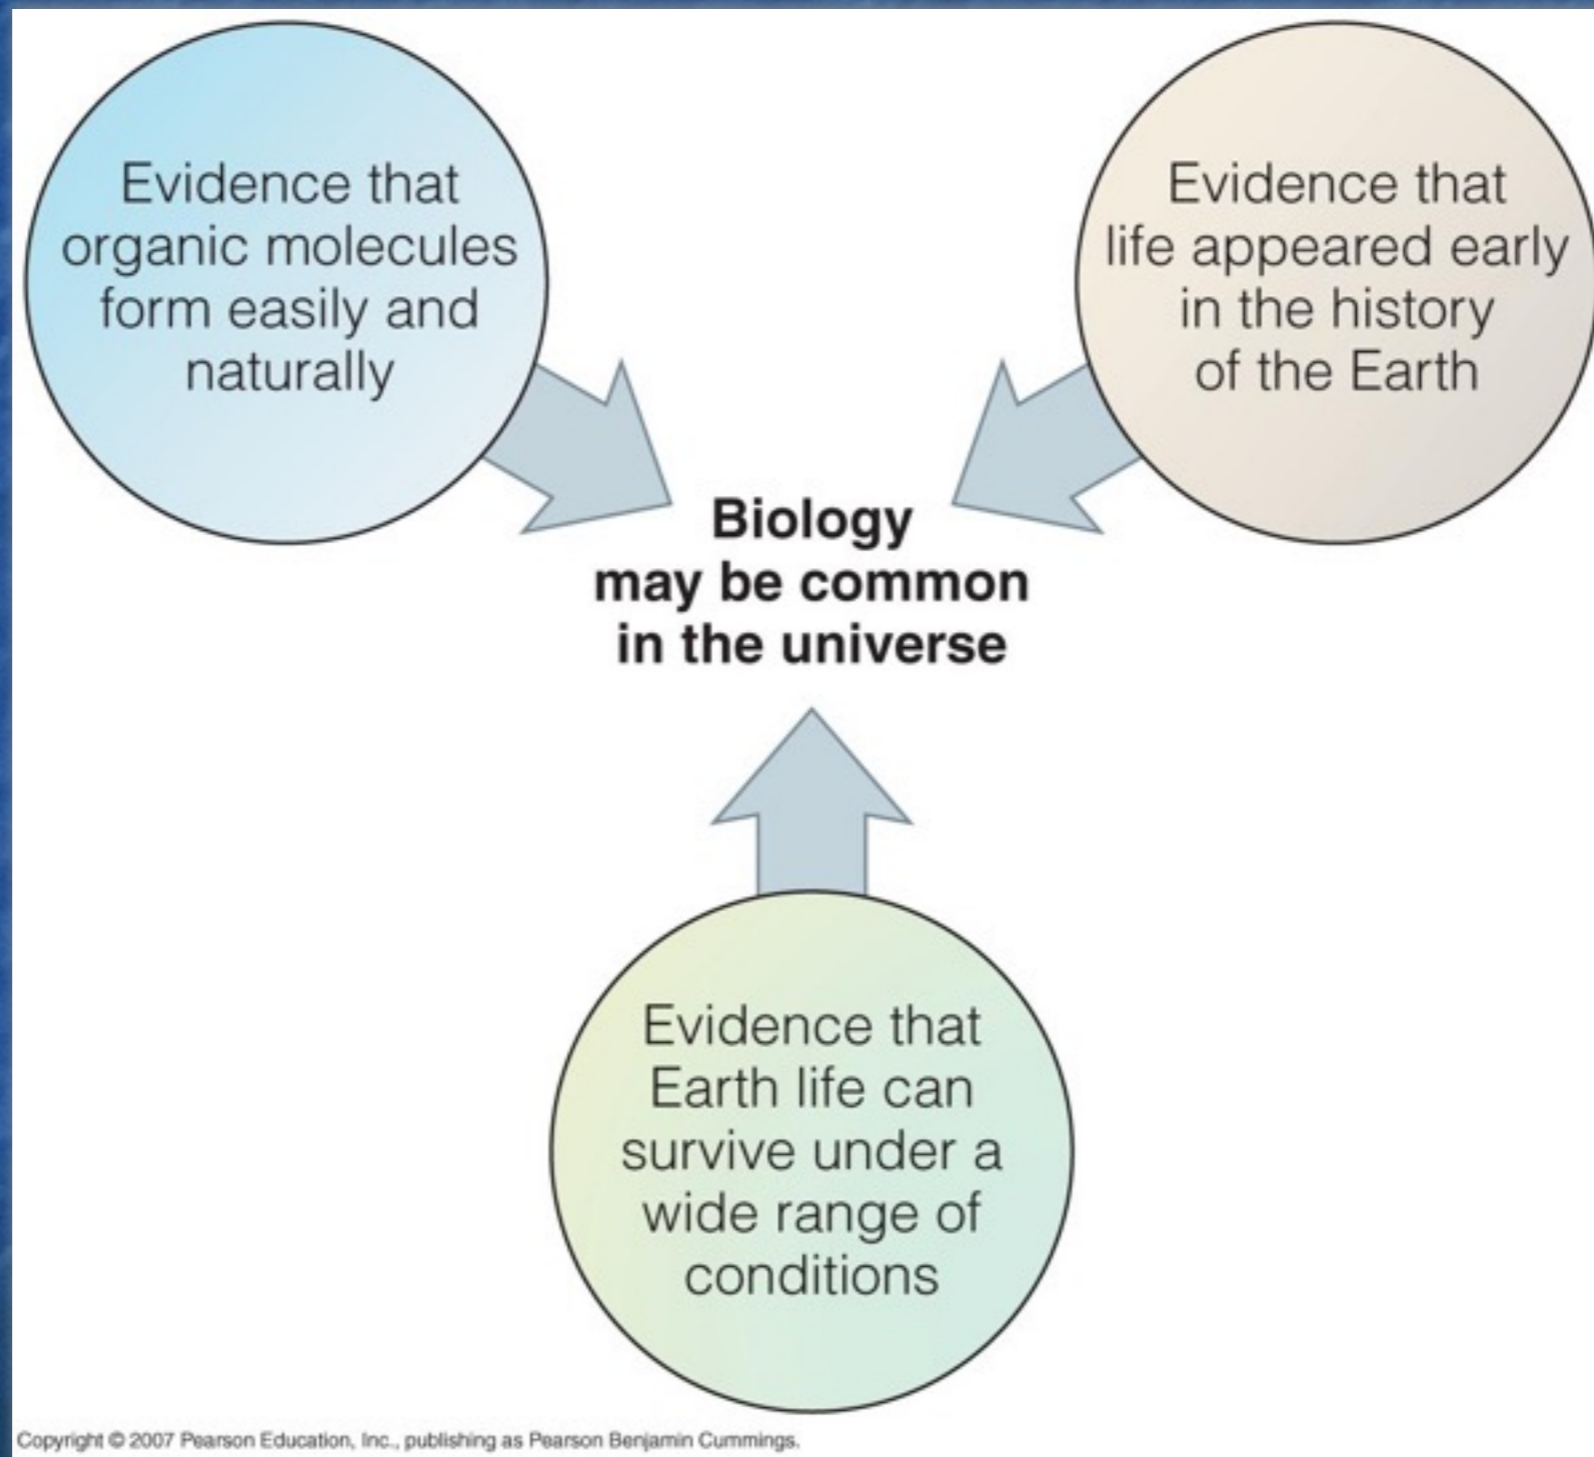 Evidence that
organic molecules
form easily and
naturally
Evidence that
life appeared early
in the history
of the Earth
Biology
may be common
in the universe
Evidence that
Earth life can
survive under a
wide range of
conditions
Copyright © 2007 Pearson Education, Inc., publishing as Pearson Benjamin Cummings.